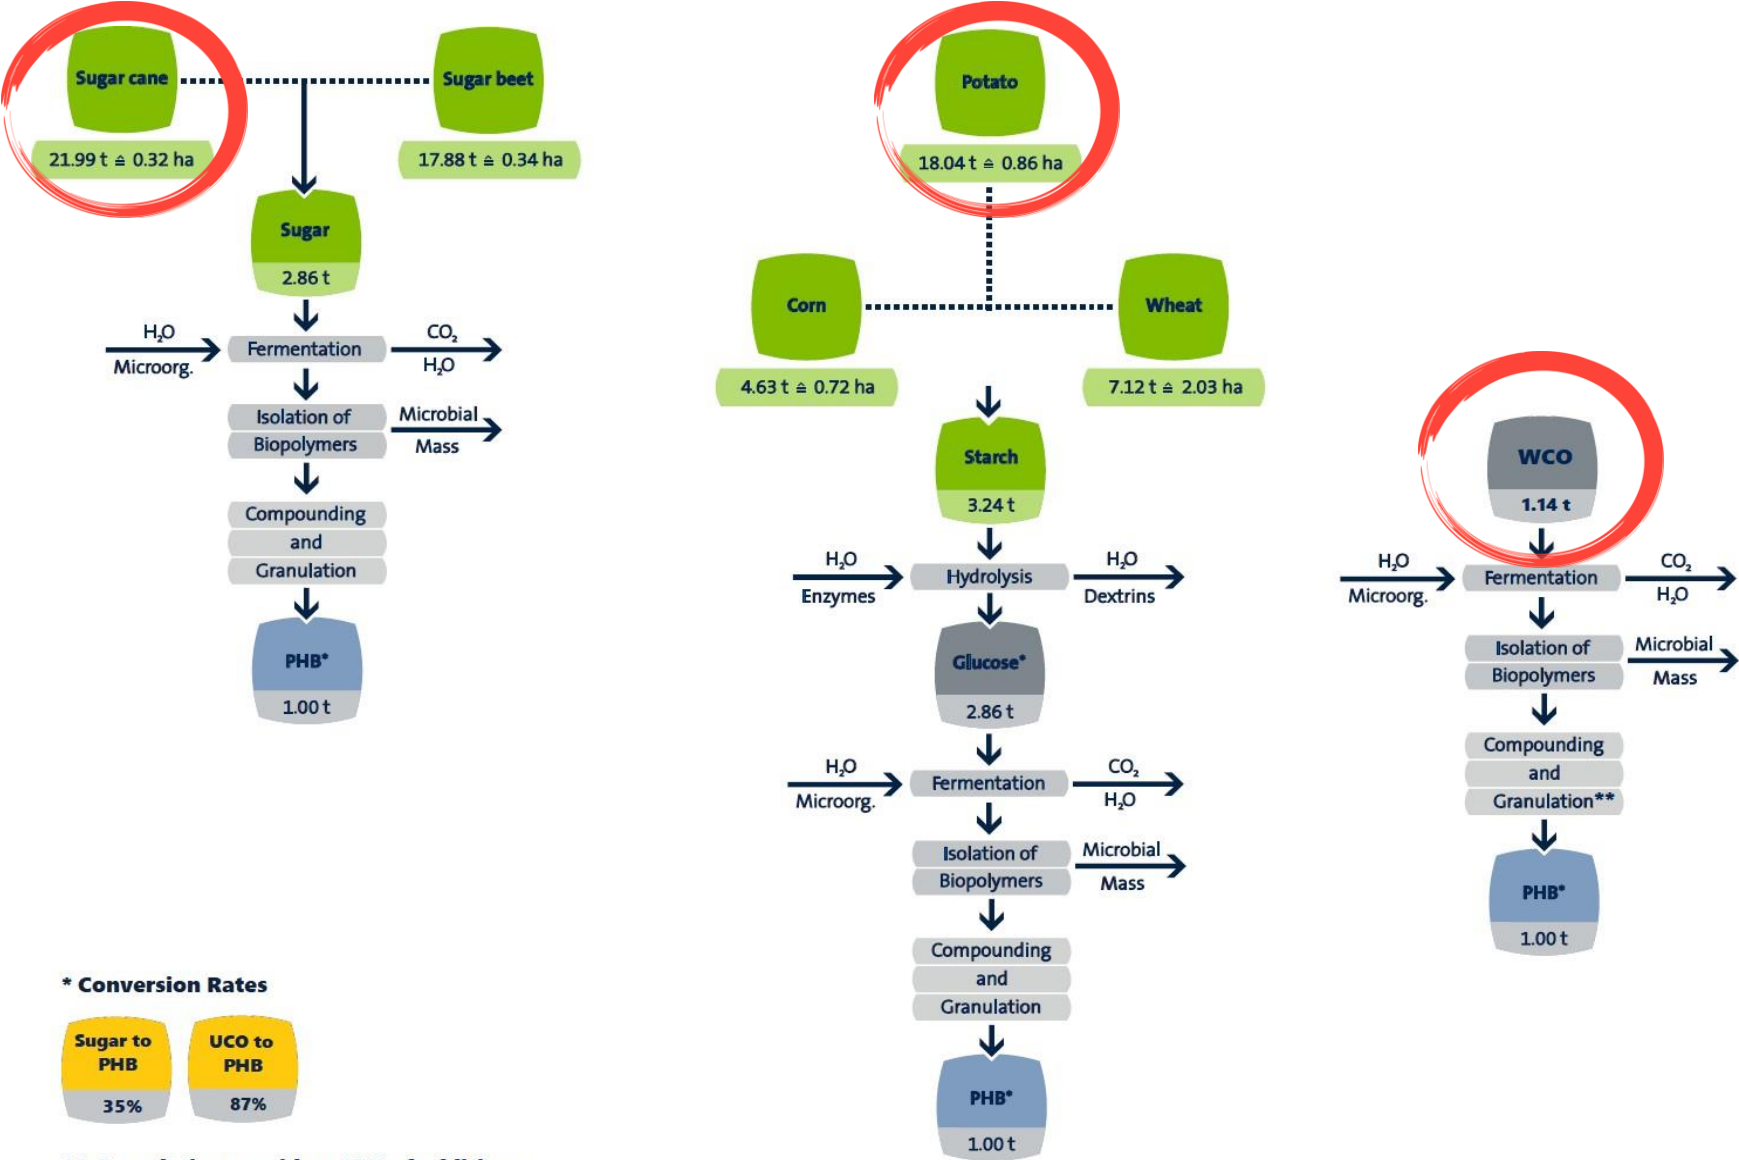 Sugar cane
21.99 t ≙ 0.32 ha
Sugar beet
17.88 t ≙ 0.34 ha
Sugar
2.86 t
H₂O
Microorg.
Fermentation
CO₂
H₂O
Isolation of
Biopolymers
Microbial
Mass
Compounding
and
Granulation
PHB*
1.00 t
Potato
18.04 t ≙ 0.86 ha
Corn
4.63 t ≙ 0.72 ha
Wheat
7.12 t ≙ 2.03 ha
Starch
3.24 t
H₂O
Enzymes
Hydrolysis
H₂O
Dextrins
Glucose*
2.86 t
H₂O
Microorg.
Fermentation
CO₂
H₂O
Isolation of
Biopolymers
Microbial
Mass
Compounding
and
Granulation
PHB*
1.00 t
WCO
1.14 t
H₂O
Microorg.
Fermentation
CO₂
H₂O
Isolation of
Biopolymers
Microbial
Mass
Compounding
and
Granulation**
PHB*
1.00 t
* Conversion Rates
Sugar to
PHB
35%
UCO to
PHB
87%